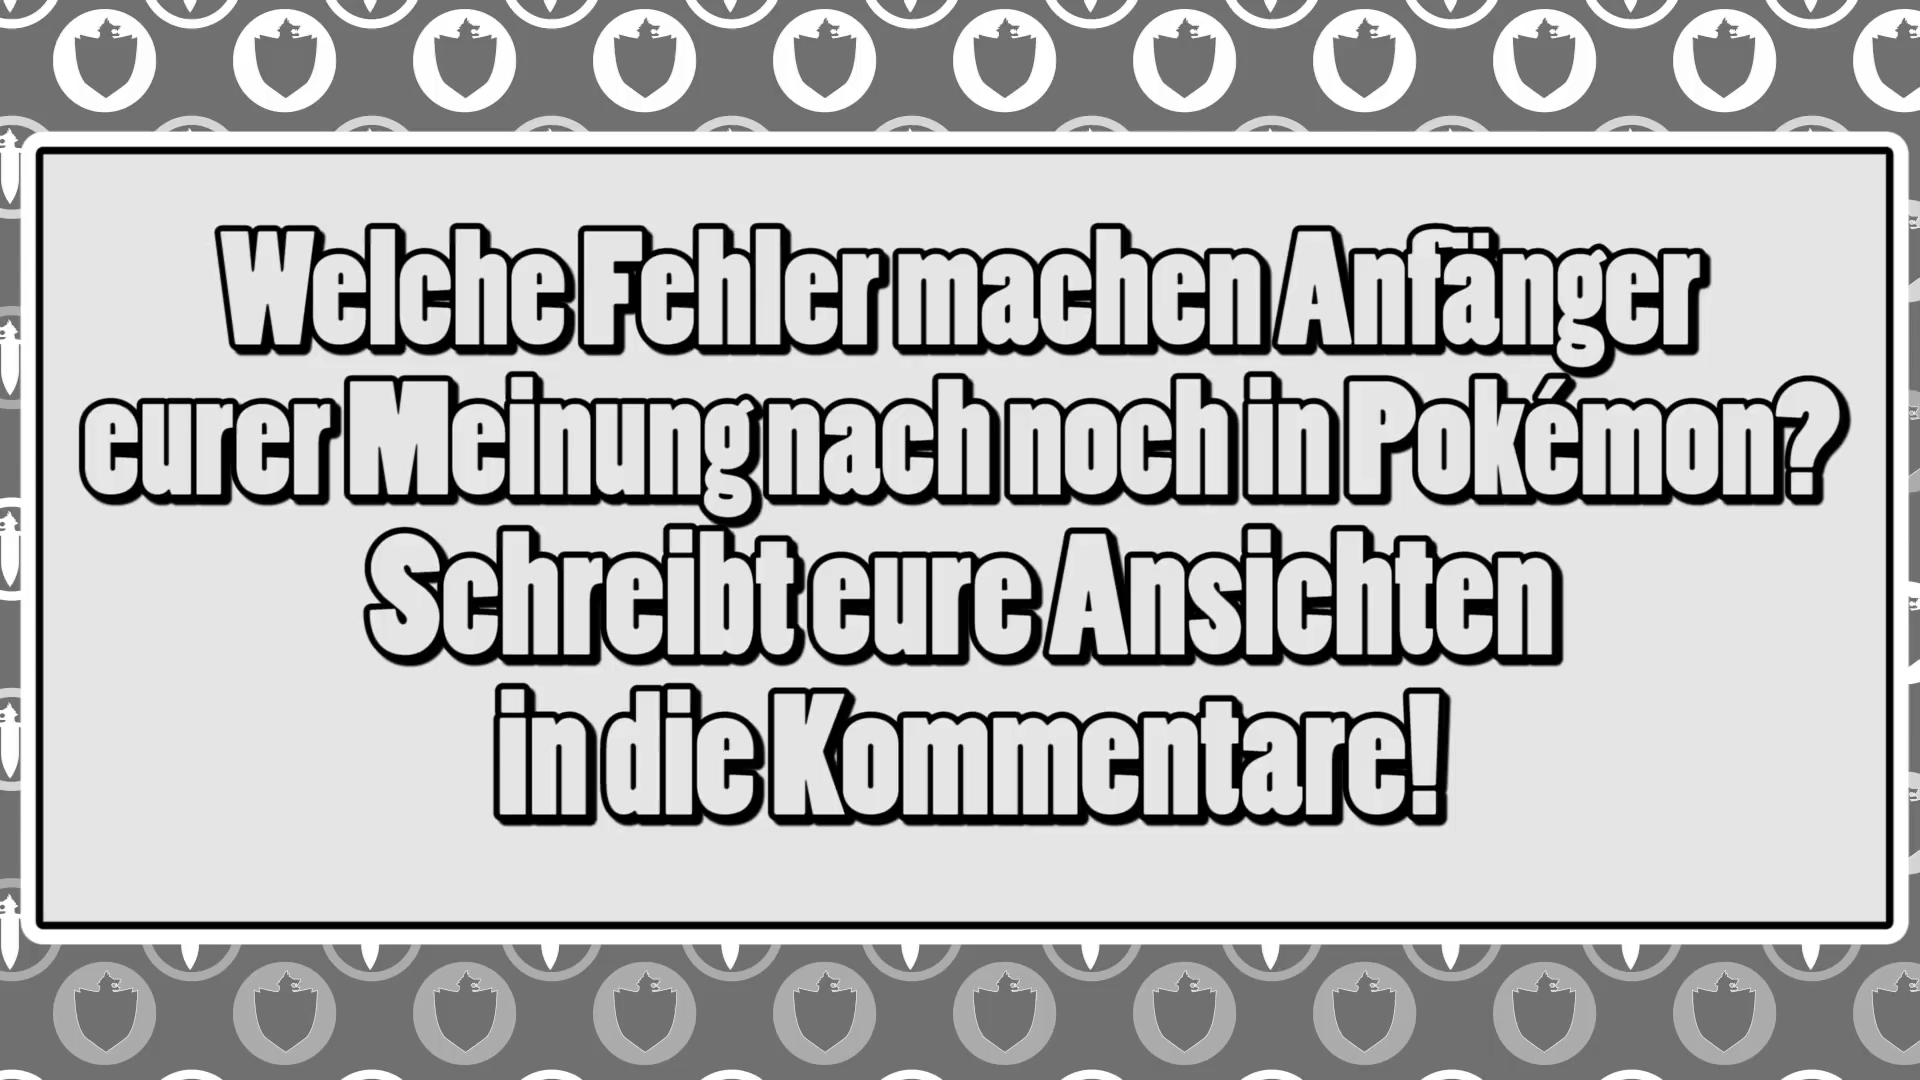 Welche Fehler machen Anfänger
eurer Meinung nach noch in Pokémon?
Schreibt eure Ansichten
in die Kommentare!